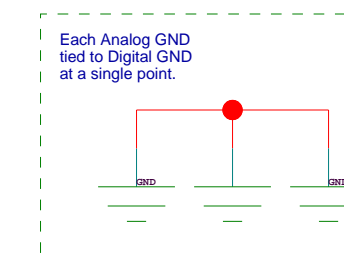 Each Analog GND
tied to Digital GND
at a single point.
GND